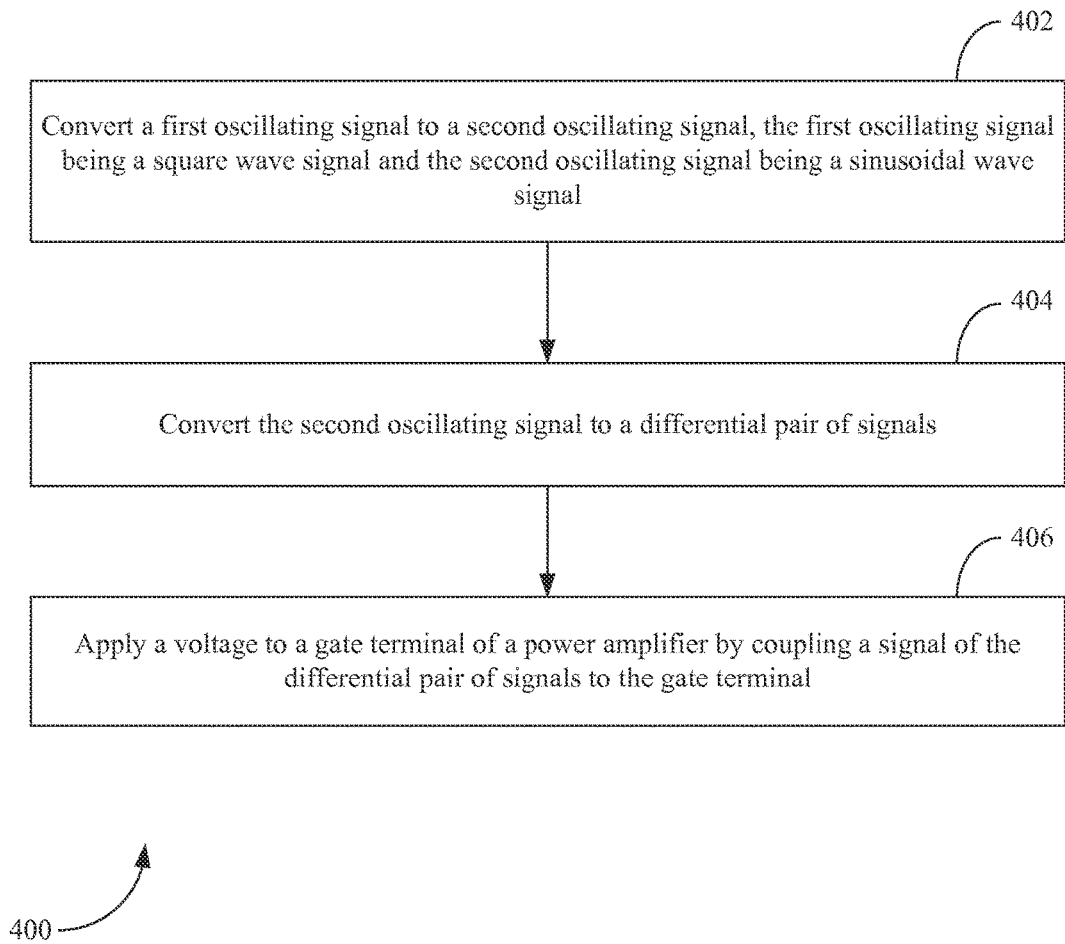 402
Convert a first oscillating signal to a second oscillating signal, the first oscillating signal
being a square wave signal and the second oscillating signal being a sinusoidal wave
signal
404
Convert the second oscillating signal to a differential pair of signals
406
Apply a voltage to a gate terminal of a power amplifier by coupling a signal of the
differential pair of signals to the gate terminal
400